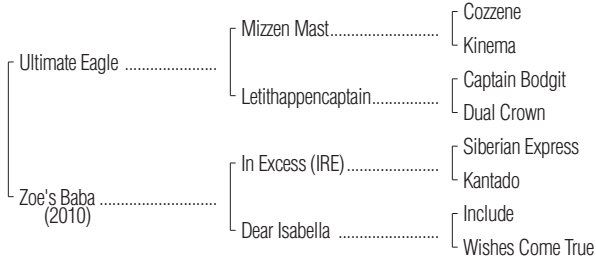 Cozzene
Mizzen Mast
Kinema
Ultimate Eagle
Captain Bodgit
Letithappencaptain
Dual Crown
Siberian Express
In Excess (IRE)
Kantado
Zoe's Baba
(2010)
Include
Dear Isabella
Wishes Come True